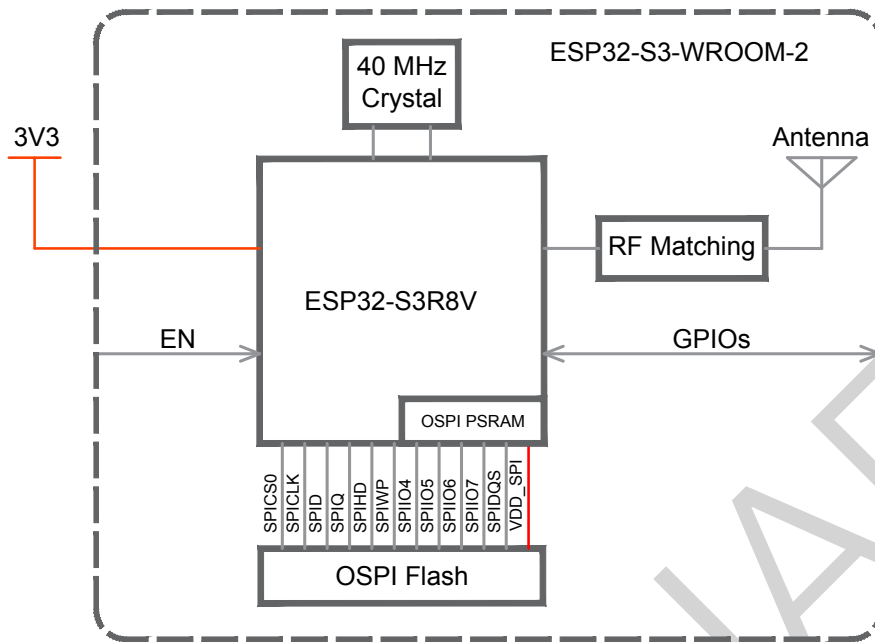 ESP32-S3-WROOM-2
40 MHz
Crystal
3V3
Antenna
RF Matching
ESP32-S3R8V
EN
GPIOs
OSPI PSRAM
SPICS0
SPICLK
SPID
SPIQ
SPIHD
SPIWP
SPIIO4
SPIIO5
SPIIO6
SPIIO7
SPIDQS
VDD_SPI
OSPI Flash